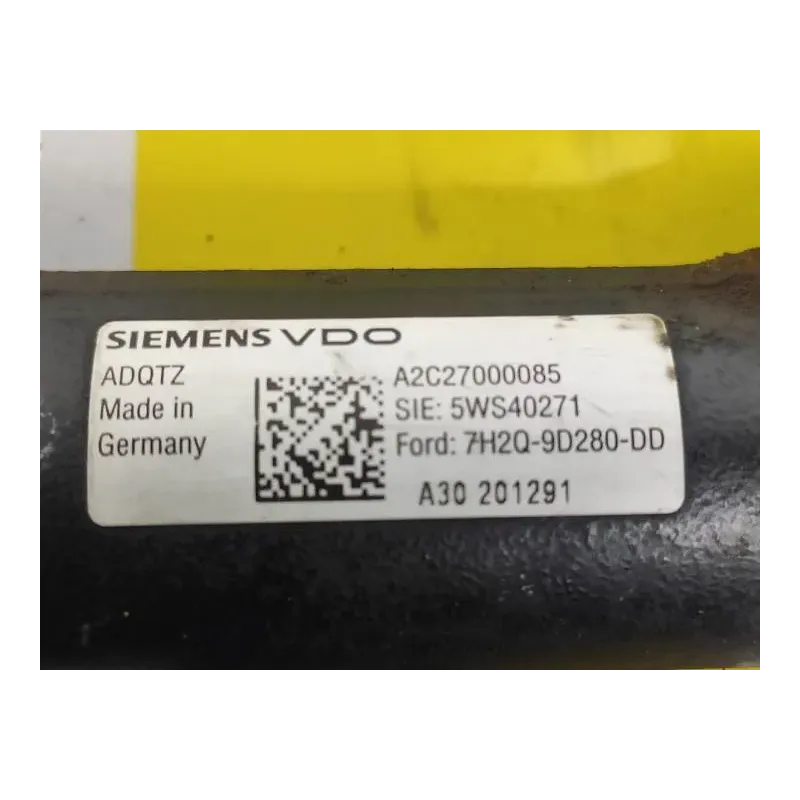 SIEMENS VDO
ADQTZ
Made in
Germany
A2C27000085
SIE: 5WS40271
Ford: 7H2Q-9D280-DD
A30 201291